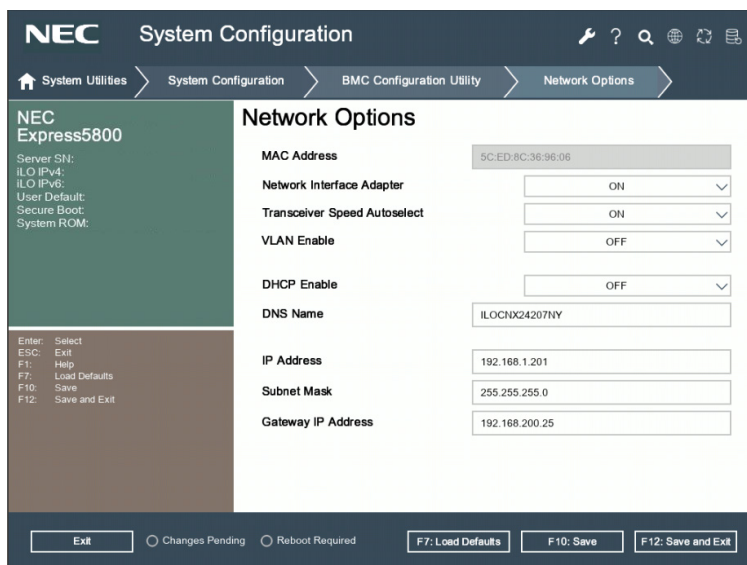 NEC System Configuration
System Utilities System Configuration BMC Configuration Utility Network Options
NEC
Express5800
Server SN:
iLO IPv4:
iLO IPv6:
User Default:
Secure Boot:
System ROM:
Enter: Select
ESC: Exit
F1: Help
F7: Load Defaults
F10: Save
F12: Save and Exit
Network Options
MAC Address 5C:ED:8C:36:96:06
Network Interface Adapter ON
Transceiver Speed Autoselect ON
VLAN Enable OFF
DHCP Enable OFF
DNS Name ILOCNX24207NY
IP Address 192.168.1.201
Subnet Mask 255.255.255.0
Gateway IP Address 192.168.200.25
Exit Changes Pending Reboot Required F7: Load Defaults F10: Save F12: Save and Exit